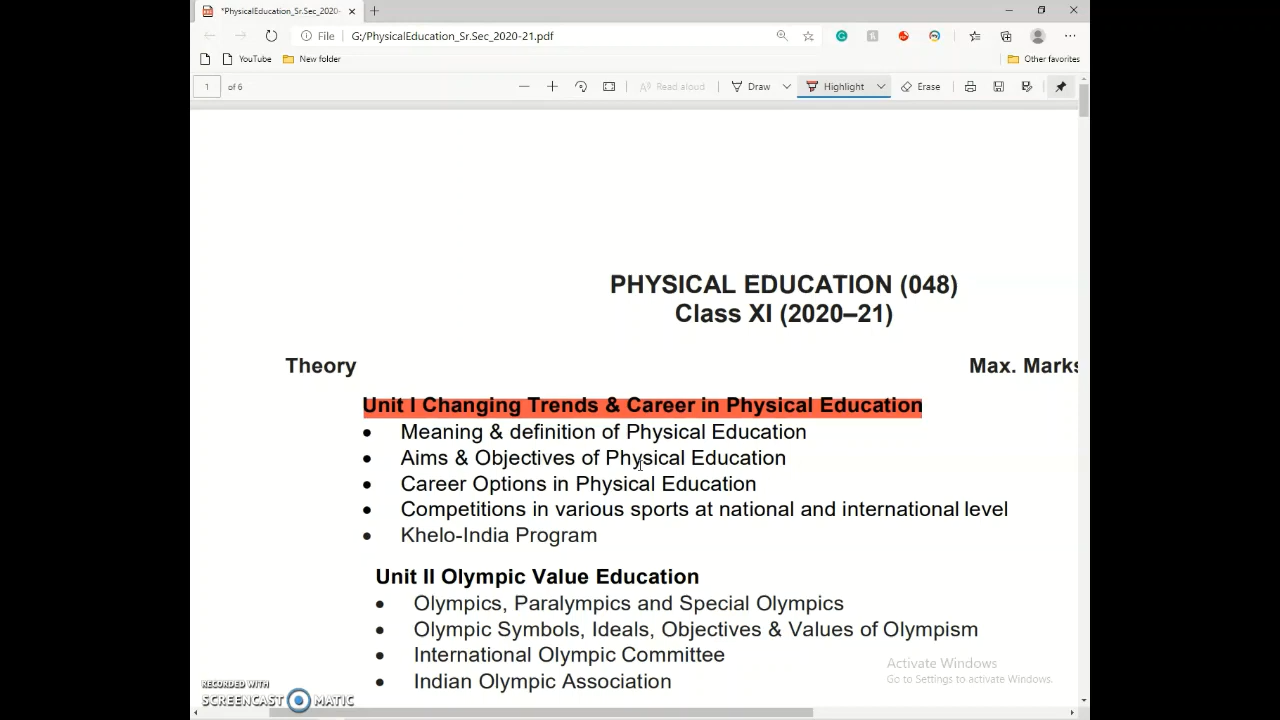 *PhysicalEducation_Sr.Sec_2020-
File G:/PhysicalEducation_Sr.Sec_2020-21.pdf
YouTube New folder Other favorites
1 of 6 Read aloud Draw Highlight Erase
PHYSICAL EDUCATION (048)
Class XI (2020–21)
Theory Max. Marks
Unit I Changing Trends & Career in Physical Education
• Meaning & definition of Physical Education
• Aims & Objectives of Physical Education
• Career Options in Physical Education
• Competitions in various sports at national and international level
• Khelo-India Program
Unit II Olympic Value Education
• Olympics, Paralympics and Special Olympics
• Olympic Symbols, Ideals, Objectives & Values of Olympism
• International Olympic Committee
• Indian Olympic Association
Activate Windows
Go to Settings to activate Windows.
RECORDED WITH
SCREENCAST MATIC